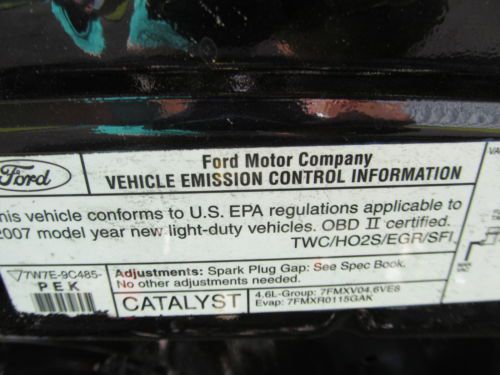 Ford
Ford Motor Company
VEHICLE EMISSION CONTROL INFORMATION
his vehicle conforms to U.S. EPA regulations applicable to
2007 model year new light-duty vehicles. OBD II certified.
TWC/HO2S/EGR/SFI
7W7E-9C485-
PEK
Adjustments: Spark Plug Gap: See Spec Book.
No other adjustments needed.
CATALYST
4.6L-Group: 7FMXV04.6VE8
Evap: 7FMXR0115GAK
VA